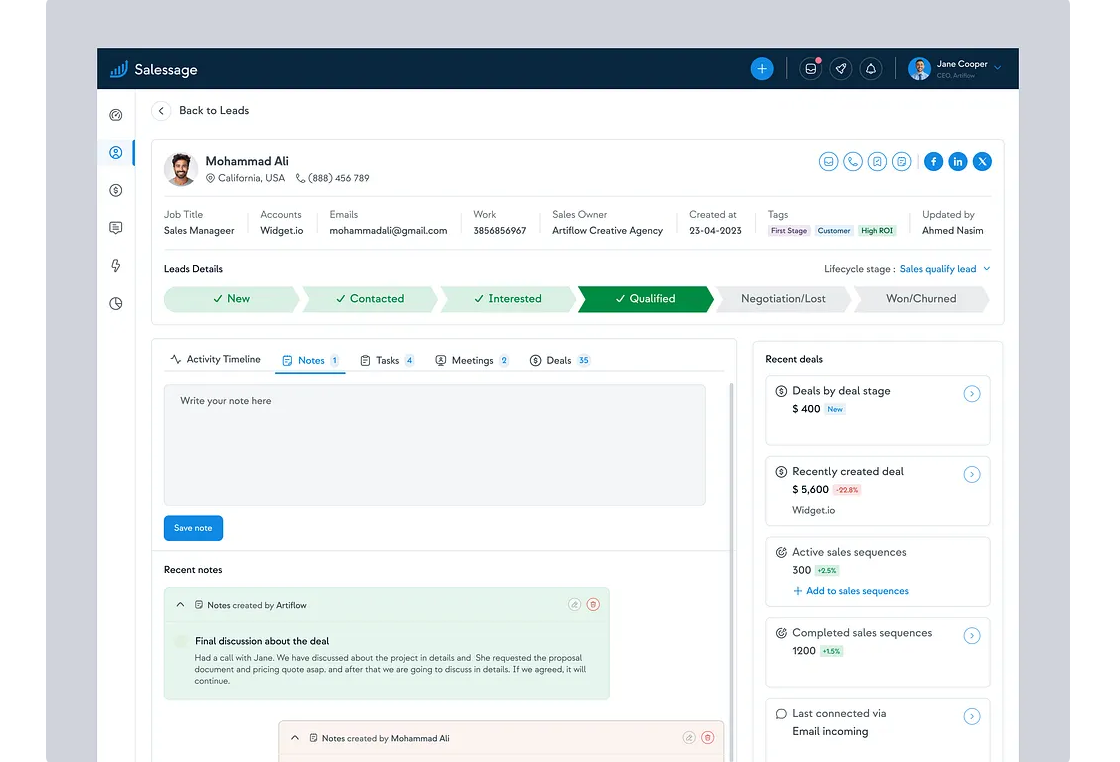 Salessage
Jane Cooper
CEO, Artiflow
Back to Leads
Mohammad Ali
California, USA (888) 456 789
Job Title Accounts Emails Work Sales Owner Created at Tags Updated by
Sales Manageer Widget.io mohammadali@gmail.com 3856856967 Artiflow Creative Agency 23-04-2023 First Stage Customer High ROI Ahmed Nasim
Leads Details Lifecycle stage : Sales qualify lead
New Contacted Interested Qualified Negotiation/Lost Won/Churned
Activity Timeline Notes 1 Tasks 4 Meetings 2 Deals 35
Write your note here
Save note
Recent notes
Notes created by Artiflow
Final discussion about the deal
Had a call with Jane. We have discussed about the project in details and She requested the proposal
document and pricing quote asap. and after that we are going to discuss in details. If we agreed, it will
continue.
Notes created by Mohammad Ali
Recent deals
Deals by deal stage
$ 400 New
Recently created deal
$ 5,600 -22.8%
Widget.io
Active sales sequences
300 +2.5%
+ Add to sales sequences
Completed sales sequences
1200 +1.5%
Last connected via
Email incoming